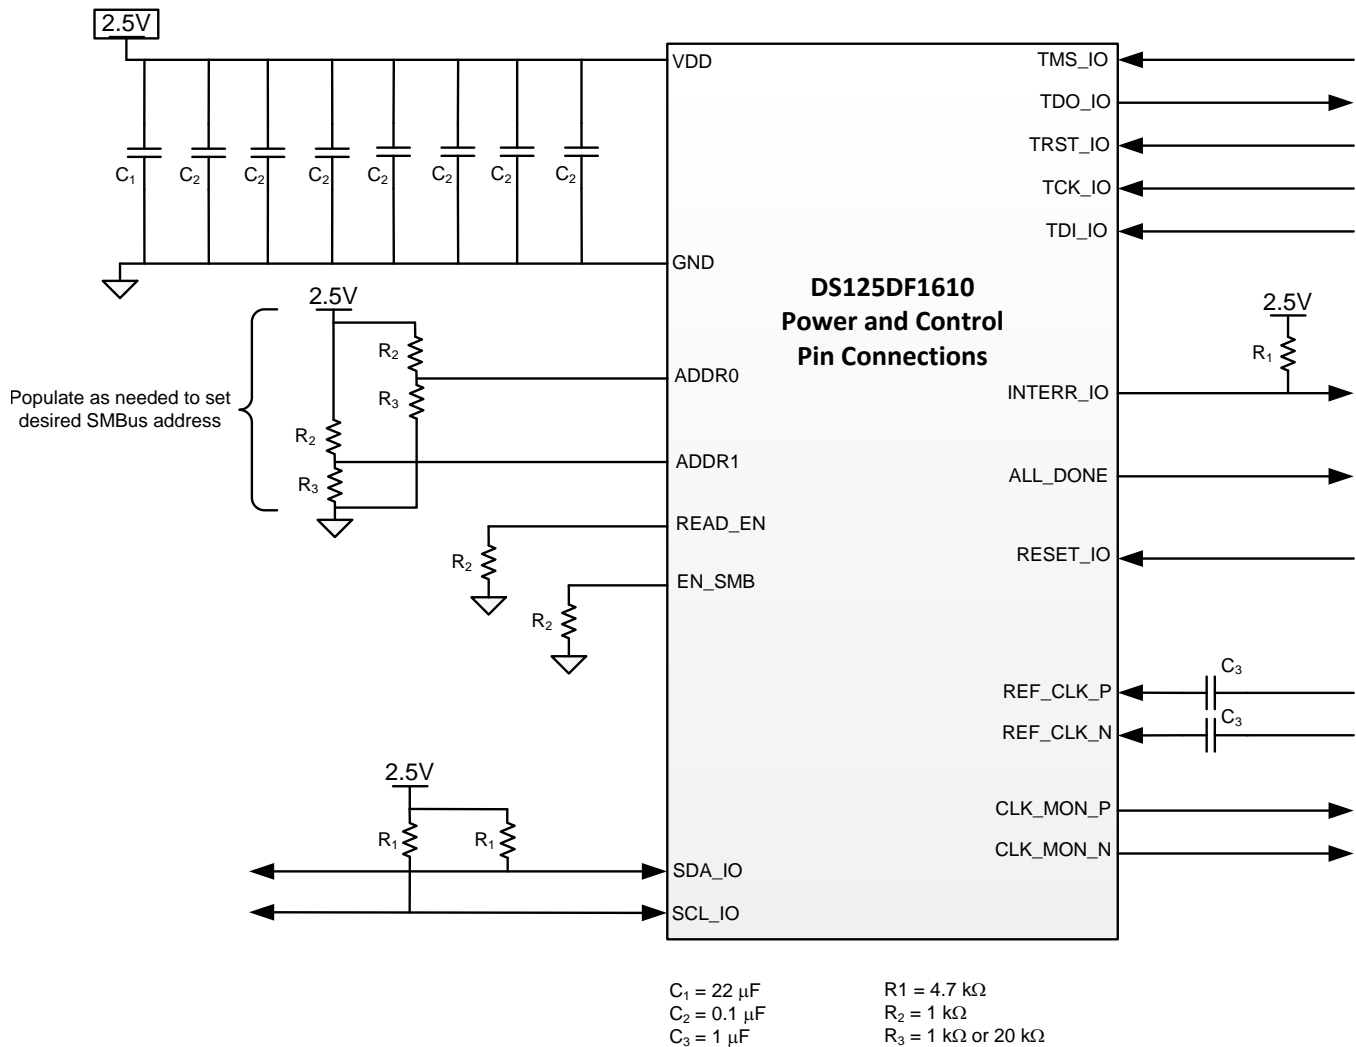 2.5V
VDD
TMS_IO
TDO_IO
TRST_IO
TCK_IO
TDI_IO
C1 C2 C2 C2 C2 C2 C2 C2
GND
DS125DF1610
Power and Control
Pin Connections
2.5V
2.5V
R2
R1
ADDR0
INTERR_IO
Populate as needed to set
desired SMBus address
R3
R2
ADDR1
R3
ALL_DONE
READ_EN
R2
RESET_IO
EN_SMB
R2
C3
REF_CLK_P
C3
REF_CLK_N
2.5V
CLK_MON_P
R1 R1
CLK_MON_N
SDA_IO
SCL_IO
C1 = 22 μF
C2 = 0.1 μF
C3 = 1 μF
R1 = 4.7 kΩ
R2 = 1 kΩ
R3 = 1 kΩ or 20 kΩ